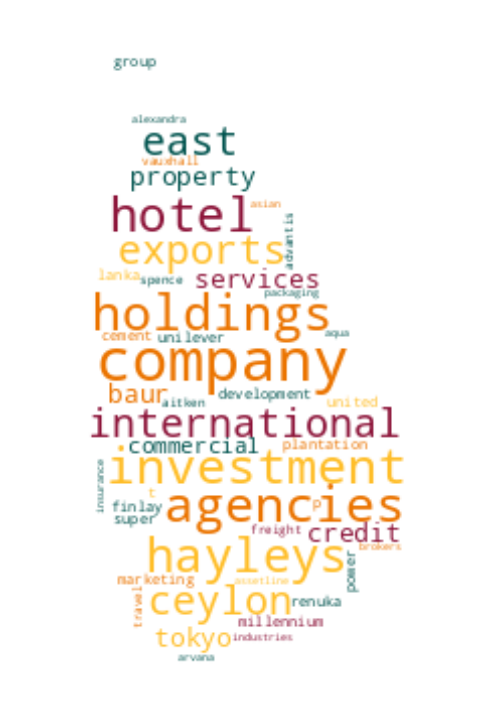 group
alexandra
east
vauxhall
property
hotel asian
exports advantis
lanka spence services
packaging
holdings
cement unilever aqua
company
baur development
aitken united
international
commercial plantation
investment
insurance t
finlay agencies p
super
freight credit
hayleys brokers
power
marketing assetline
travel ceylon renuka
millennium
tokyo industries
arvana